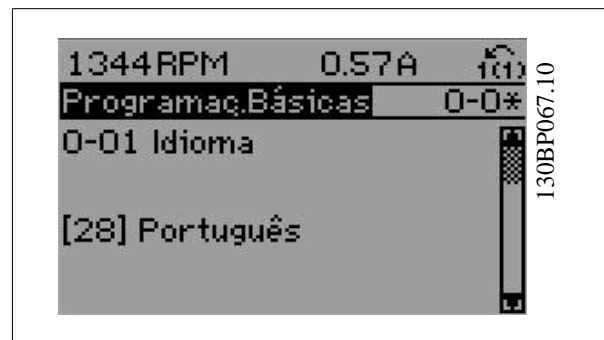 1344RPM 0.57A 1(1)
Programaç.Básicas 0-0*
0-01 Idioma
[28] Português
130BP067.10